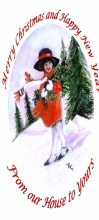 Merry Christmas and Happy New Year
From our House to Yours